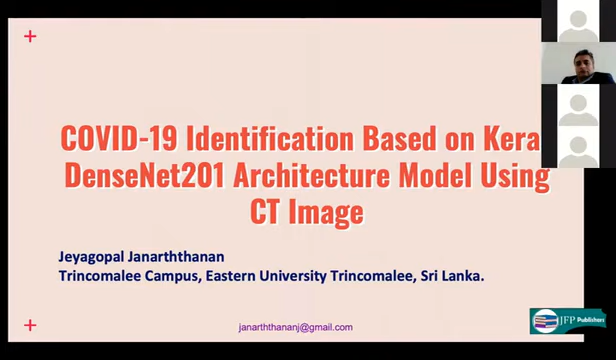 COVID-19 Identification Based on Kera
DenseNet201 Architecture Model Using
CT Image
Jeyagopal Janarththanan
Trincomalee Campus, Eastern University Trincomalee, Sri Lanka.
janarththananj@gmail.com
JFP Publishers